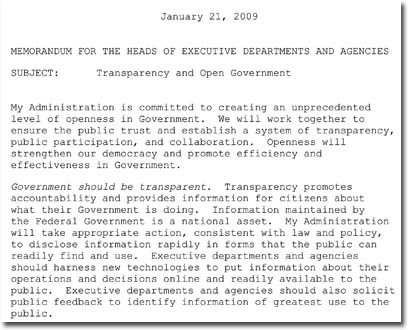 January 21, 2009
MEMORANDUM FOR THE HEADS OF EXECUTIVE DEPARTMENTS AND AGENCIES
SUBJECT: Transparency and Open Government
My Administration is committed to creating an unprecedented
level of openness in Government. We will work together to
ensure the public trust and establish a system of transparency,
public participation, and collaboration. Openness will
strengthen our democracy and promote efficiency and
effectiveness in Government.
Government should be transparent. Transparency promotes
accountability and provides information for citizens about
what their Government is doing. Information maintained by
the Federal Government is a national asset. My Administration
will take appropriate action, consistent with law and policy,
to disclose information rapidly in forms that the public can
readily find and use. Executive departments and agencies
should harness new technologies to put information about their
operations and decisions online and readily available to the
public. Executive departments and agencies should also solicit
public feedback to identify information of greatest use to the
public.